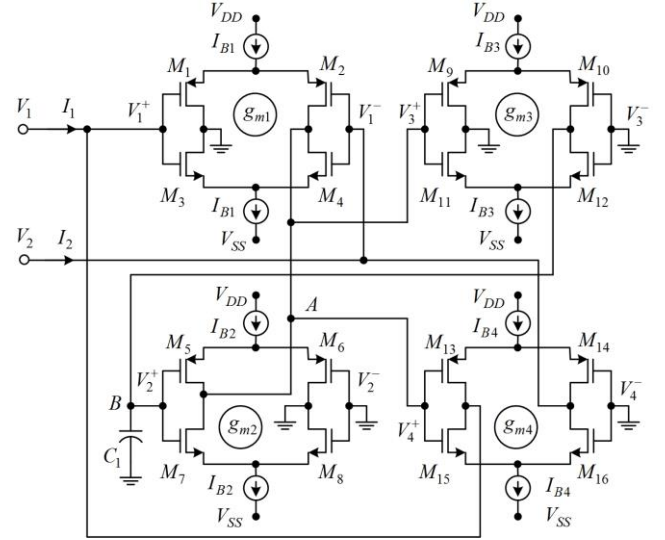 V_DD V_DD
I_B1 I_B3
M_1 M_2 M_9 M_10
V_1 I_1 V_1^+ g_m1 V_1^- V_3^+ g_m3 V_3^-
M_3 I_B1 M_4 M_11 I_B3 M_12
V_2 I_2 V_SS V_SS
V_DD A V_DD
I_B2 I_B4
M_5 M_6 M_13 M_14
B V_2^+ V_2^- V_4^-
g_m2 V_4^+ g_m4
C_1 M_7 I_B2 M_8 M_15 I_B4 M_16
V_SS V_SS